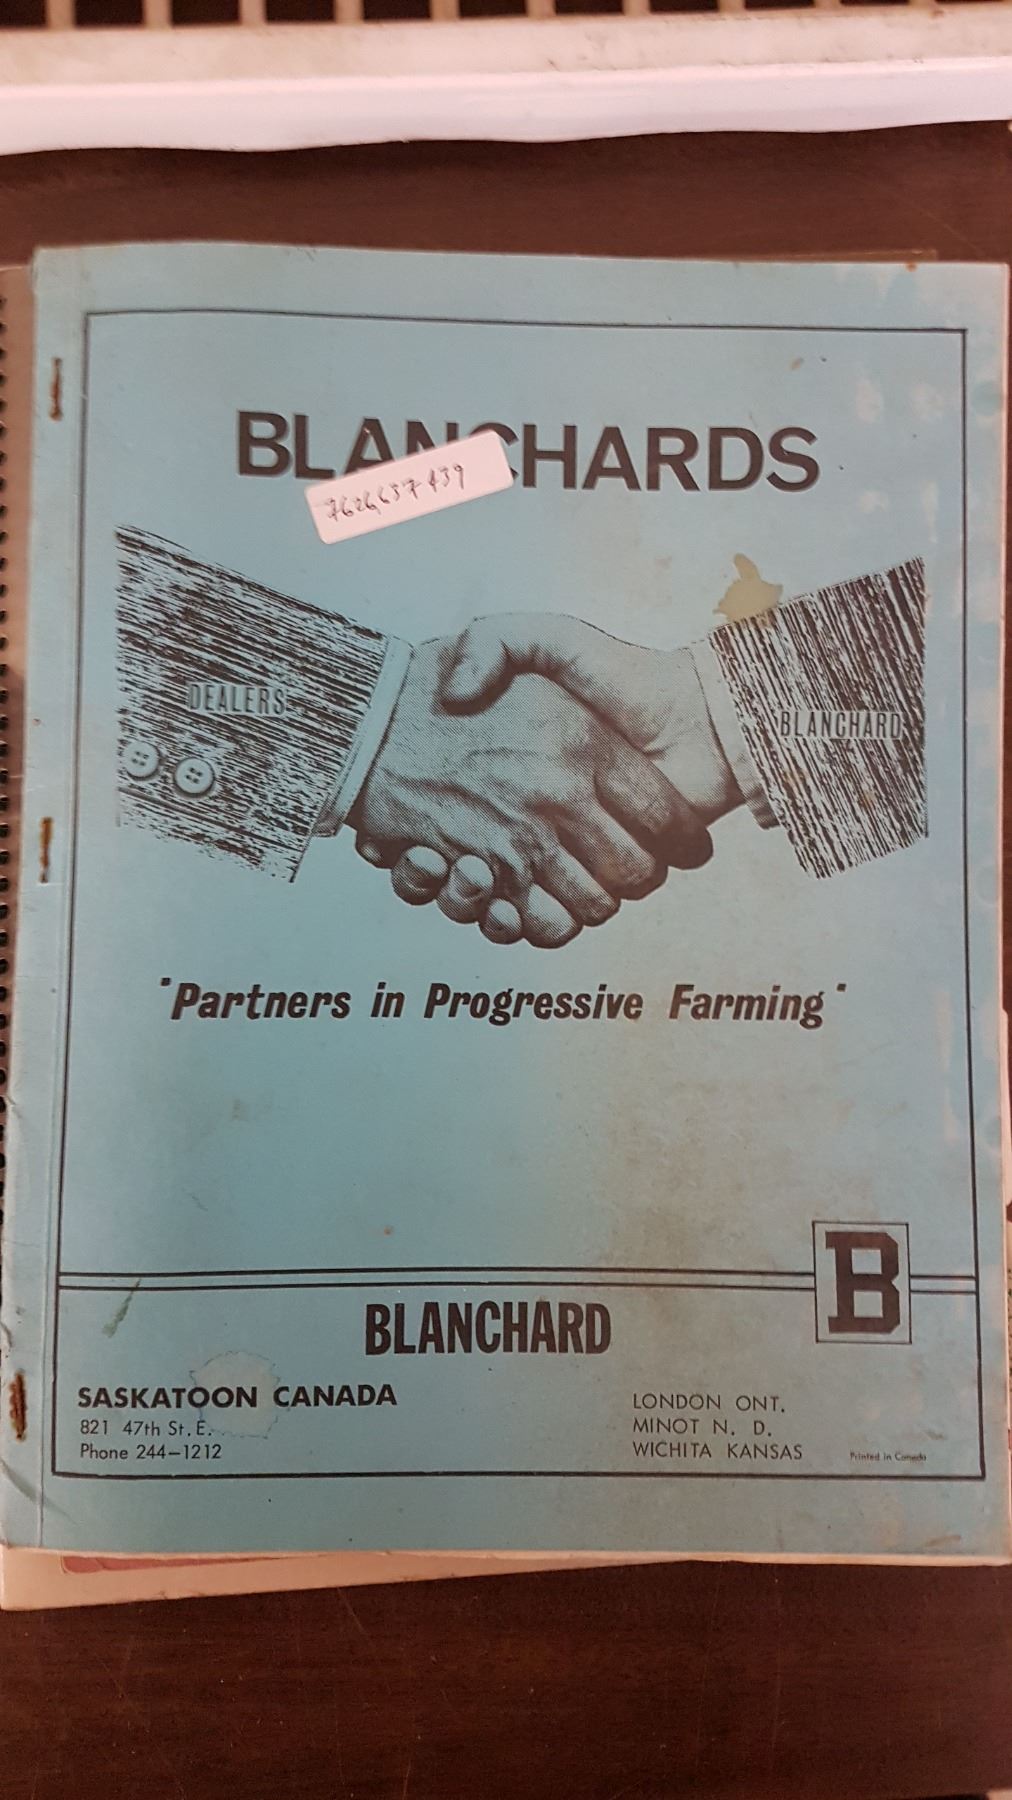 BLANCHARDS
DEALERS
BLANCHARD
"Partners in Progressive Farming"
B
BLANCHARD
SASKATOON CANADA
821 47th St. E.
Phone 244-1212
LONDON ONT.
MINOT N. D.
WICHITA KANSAS
Printed in Canada